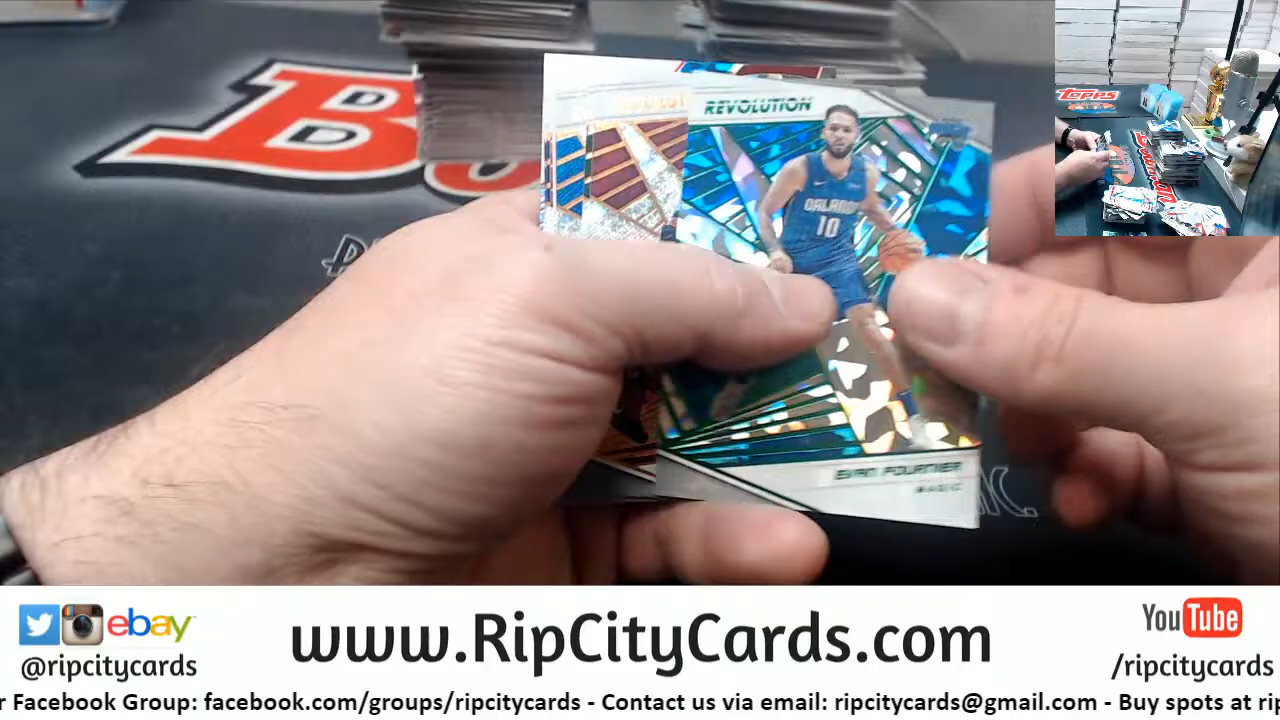 REVOLUTION
ORLANDO
10
EVAN FOURNIER
MAGIC
TOPPS
BOWMAN
ebay
@ripcitycards
www.RipCityCards.com
YouTube
/ripcitycards
r Facebook Group: facebook.com/groups/ripcitycards - Contact us via email: ripcitycards@gmail.com - Buy spots at rip